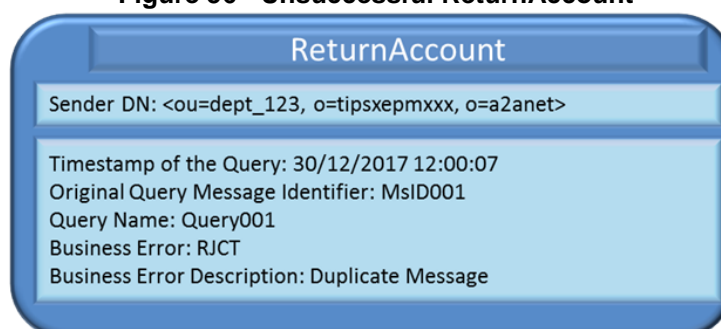 Figure - Unsuccessful ReturnAccount
ReturnAccount
Sender DN: <ou=dept_123, o=tipsxepmxxx, o=a2anet>
Timestamp of the Query: 30/12/2017 12:00:07
Original Query Message Identifier: MsID001
Query Name: Query001
Business Error: RJCT
Business Error Description: Duplicate Message